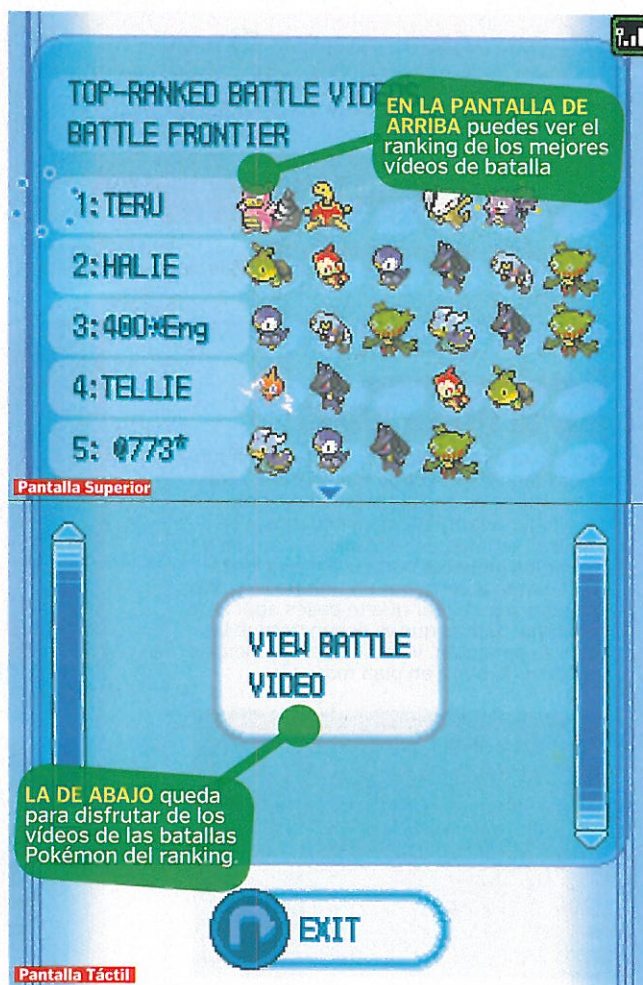 TOP-RANKED BATTLE VIDEOS
BATTLE FRONTIER
EN LA PANTALLA DE
ARRIBA puedes ver el
ranking de los mejores
vídeos de batalla
1:TERU
2:HALIE
3:400※Eng
4:TELLIE
5: @773*
Pantalla Superior
VIEW BATTLE
VIDEO
LA DE ABAJO queda
para disfrutar de los
vídeos de las batallas
Pokémon del ranking.
EXIT
Pantalla Táctil